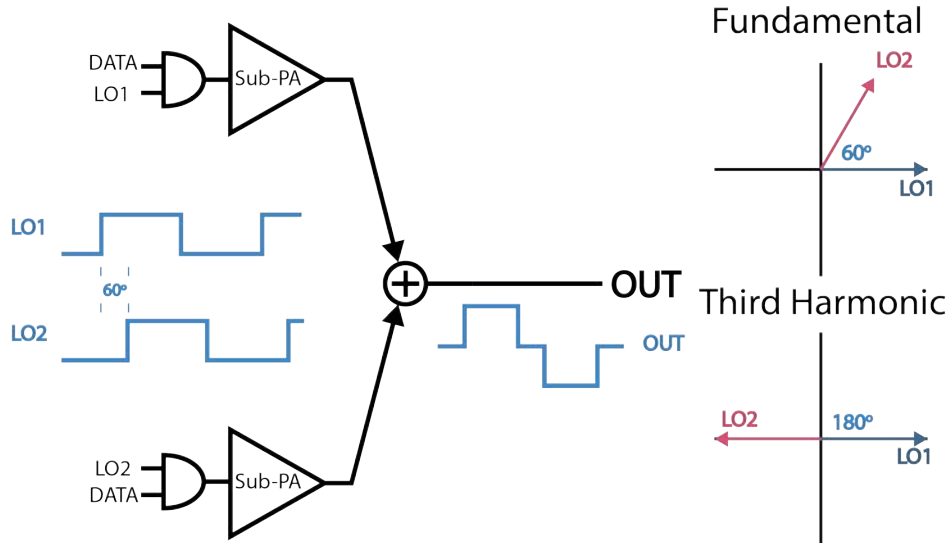 Fundamental
DATA
LO1
Sub-PA
LO2
60º
LO1
LO1
60º
LO2
OUT
OUT
Third Harmonic
LO2
180º
LO1
LO2
DATA
Sub-PA